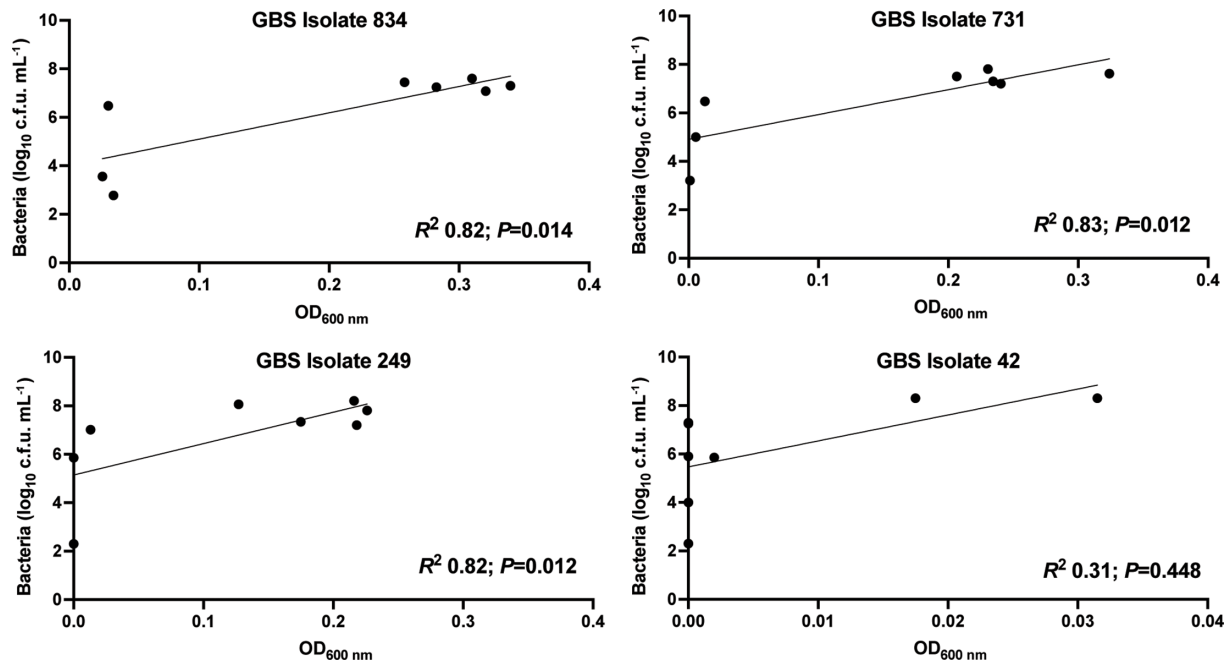 GBS Isolate 834
Bacteria (log10 c.f.u. mL-1)
10
8
6
4
2
0
R2 0.82; P=0.014
0.0 0.1 0.2 0.3 0.4
OD600 nm
GBS Isolate 731
Bacteria (log10 c.f.u. mL-1)
10
8
6
4
2
0
R2 0.83; P=0.012
0.0 0.1 0.2 0.3 0.4
OD600 nm
GBS Isolate 249
Bacteria (log10 c.f.u. mL-1)
10
8
6
4
2
0
R2 0.82; P=0.012
0.0 0.1 0.2 0.3 0.4
OD600 nm
GBS Isolate 42
Bacteria (log10 c.f.u. mL-1)
10
8
6
4
2
0
R2 0.31; P=0.448
0.00 0.01 0.02 0.03 0.04
OD600 nm